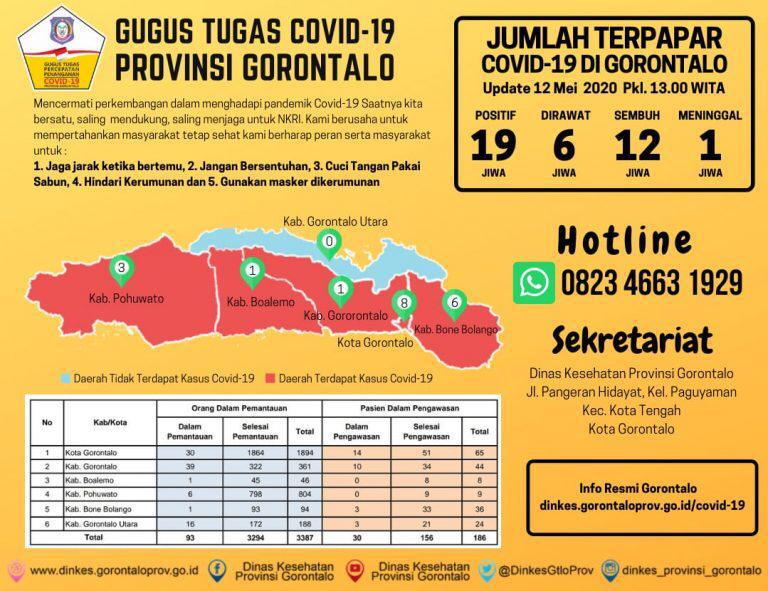 GUGUS TUGAS
PERCEPATAN
PENANGANAN
COVID-19
PROVINSI GORONTALO
GUGUS TUGAS COVID-19
PROVINSI GORONTALO
Mencermati perkembangan dalam menghadapi pandemik Covid-19 Saatnya kita
bersatu, saling mendukung, saling menjaga untuk NKRI. Kami berusaha untuk
mempertahankan masyarakat tetap sehat kami berharap peran serta masyarakat
untuk :
1. Jaga jarak ketika bertemu, 2. Jangan Bersentuhan, 3. Cuci Tangan Pakai
Sabun, 4. Hindari Kerumunan dan 5. Gunakan masker dikerumunan
JUMLAH TERPAPAR
COVID-19 DI GORONTALO
Update 12 Mei 2020 Pkl. 13.00 WITA
POSITIF DIRAWAT SEMBUH MENINGGAL
19 6 12 1
JIWA JIWA JIWA JIWA
Kab. Gorontalo Utara
0
3
Kab. Pohuwato
1
Kab. Boalemo
1
Kab. Gororontalo
8
Kota Gorontalo
6
Kab. Bone Bolango
Daerah Tidak Terdapat Kasus Covid-19 Daerah Terdapat Kasus Covid-19
Hotline
0823 4663 1929
Sekretariat
Dinas Kesehatan Provinsi Gorontalo
Jl. Pangeran Hidayat, Kel. Paguyaman
Kec. Kota Tengah
Kota Gorontalo
No Kab/Kota Orang Dalam Pemantauan Pasien Dalam Pengawasan
Dalam Pemantauan Selesai Pemantauan Total Dalam Pengawasan Selesai Pengawasan Total
1 Kota Gorontalo 30 1864 1894 14 51 65
2 Kab. Gorontalo 39 322 361 10 34 44
3 Kab. Boalemo 1 45 46 0 8 8
4 Kab. Pohuwato 6 798 804 0 9 9
5 Kab. Bone Bolango 1 93 94 3 33 36
6 Kab. Gorontalo Utara 16 172 188 3 21 24
Total 93 3294 3387 30 156 186
Info Resmi Gorontalo
dinkes.gorontaloprov.go.id/covid-19
www.dinkes.gorontaloprov.go.id
Dinas Kesehatan
Provinsi Gorontalo
Dinas Kesehatan
Provinsi Gorontalo
@DinkesGtloProv
dinkes_provinsi_gorontalo